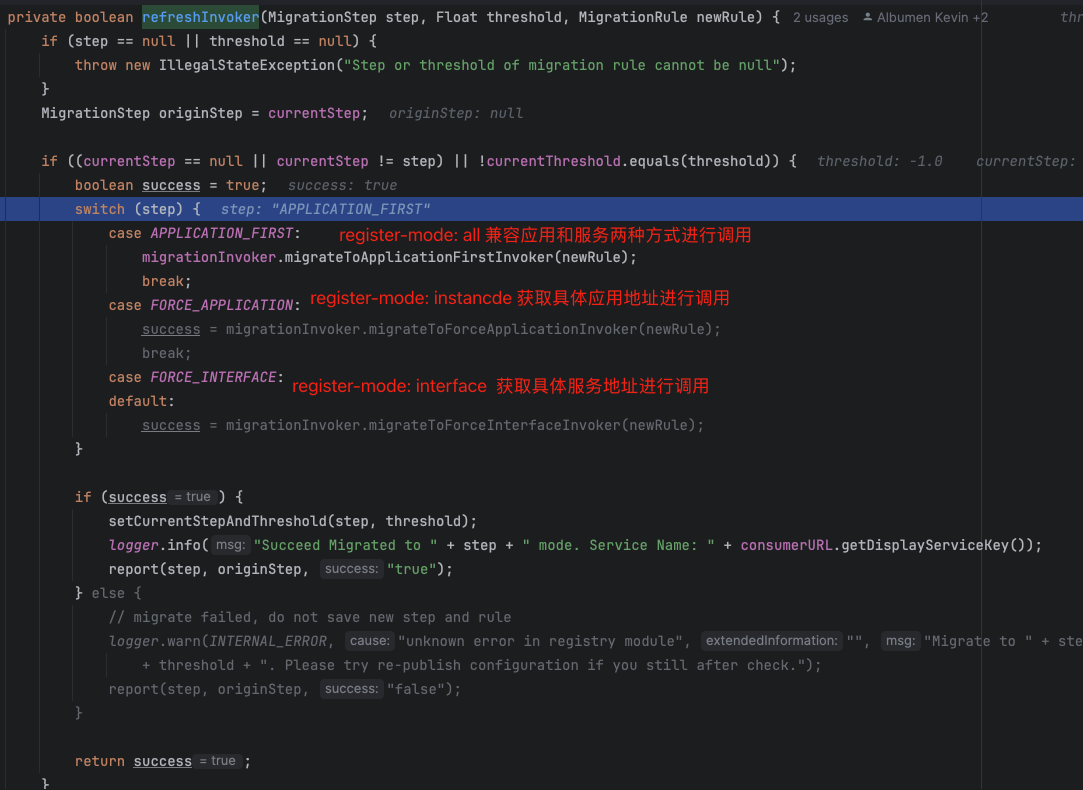 private boolean refreshInvoker(MigrationStep step, Float threshold, MigrationRule newRule) { 2 usages Albumen Kevin +2 thr
if (step == null || threshold == null) {
throw new IllegalStateException("Step or threshold of migration rule cannot be null");
}
MigrationStep originStep = currentStep; originStep: null
if ((currentStep == null || currentStep != step) || !currentThreshold.equals(threshold)) { threshold: -1.0 currentStep:
boolean success = true; success: true
switch (step) { step: "APPLICATION_FIRST"
case APPLICATION_FIRST: register-mode: all 兼容应用和服务两种方式进行调用
migrationInvoker.migrateToApplicationFirstInvoker(newRule);
break;
case FORCE_APPLICATION: register-mode: instancde 获取具体应用地址进行调用
success = migrationInvoker.migrateToForceApplicationInvoker(newRule);
break;
case FORCE_INTERFACE: register-mode: interface 获取具体服务地址进行调用
default:
success = migrationInvoker.migrateToForceInterfaceInvoker(newRule);
}
if (success = true ) {
setCurrentStepAndThreshold(step, threshold);
logger.info( msg: "Succeed Migrated to " + step + " mode. Service Name: " + consumerURL.getDisplayServiceKey());
report(step, originStep, success: "true");
} else {
// migrate failed, do not save new step and rule
logger.warn(INTERNAL_ERROR, cause: "unknown error in registry module", extendedInformation: "", msg: "Migrate to " + ste
+ threshold + ". Please try re-publish configuration if you still after check.");
report(step, originStep, success: "false");
}
return success = true ;
}